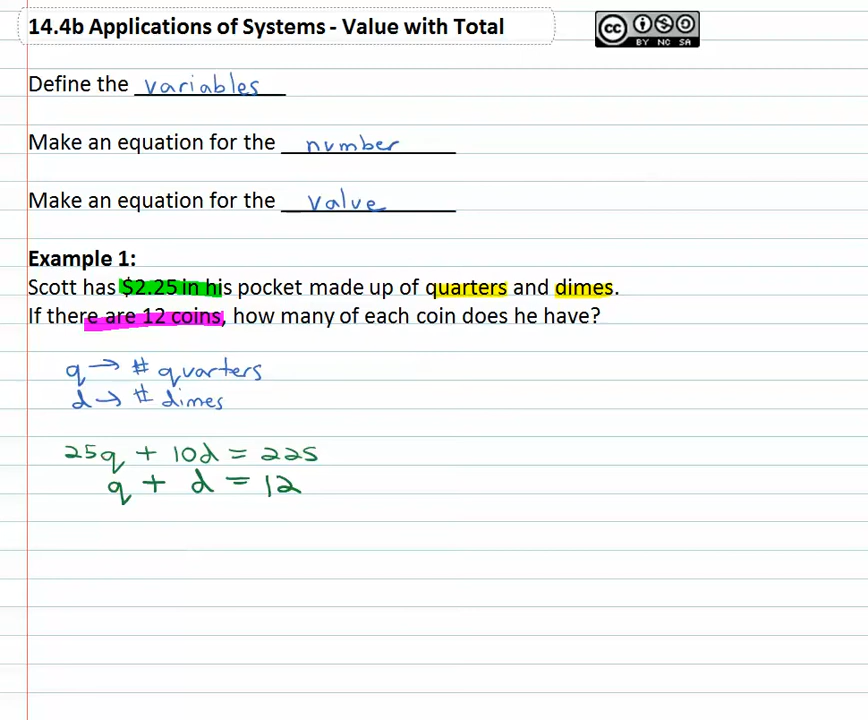 14.4b Applications of Systems - Value with Total
cc BY NC SA
Define the variables
Make an equation for the number
Make an equation for the value
Example 1:
Scott has $2.25 in his pocket made up of quarters and dimes.
If there are 12 coins, how many of each coin does he have?
q → # quarters
d → # dimes
25q + 10d = 225
q + d = 12